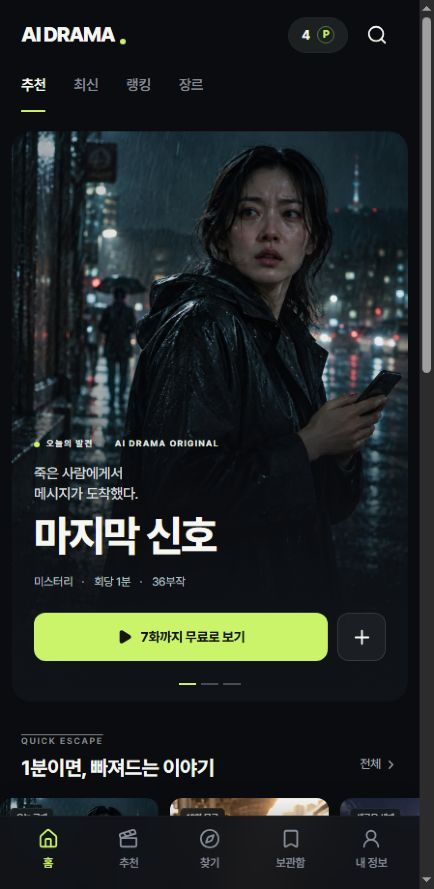 AI DRAMA.
4 P
추천 최신 랭킹 장르
오늘의 발견 AI DRAMA ORIGINAL
죽은 사람에게서
메시지가 도착했다.
마지막 신호
미스터리 · 회당 1분 · 36부작
7화까지 무료로 보기
QUICK ESCAPE
1분이면, 빠져드는 이야기
전체
홈 추천 찾기 보관함 내 정보